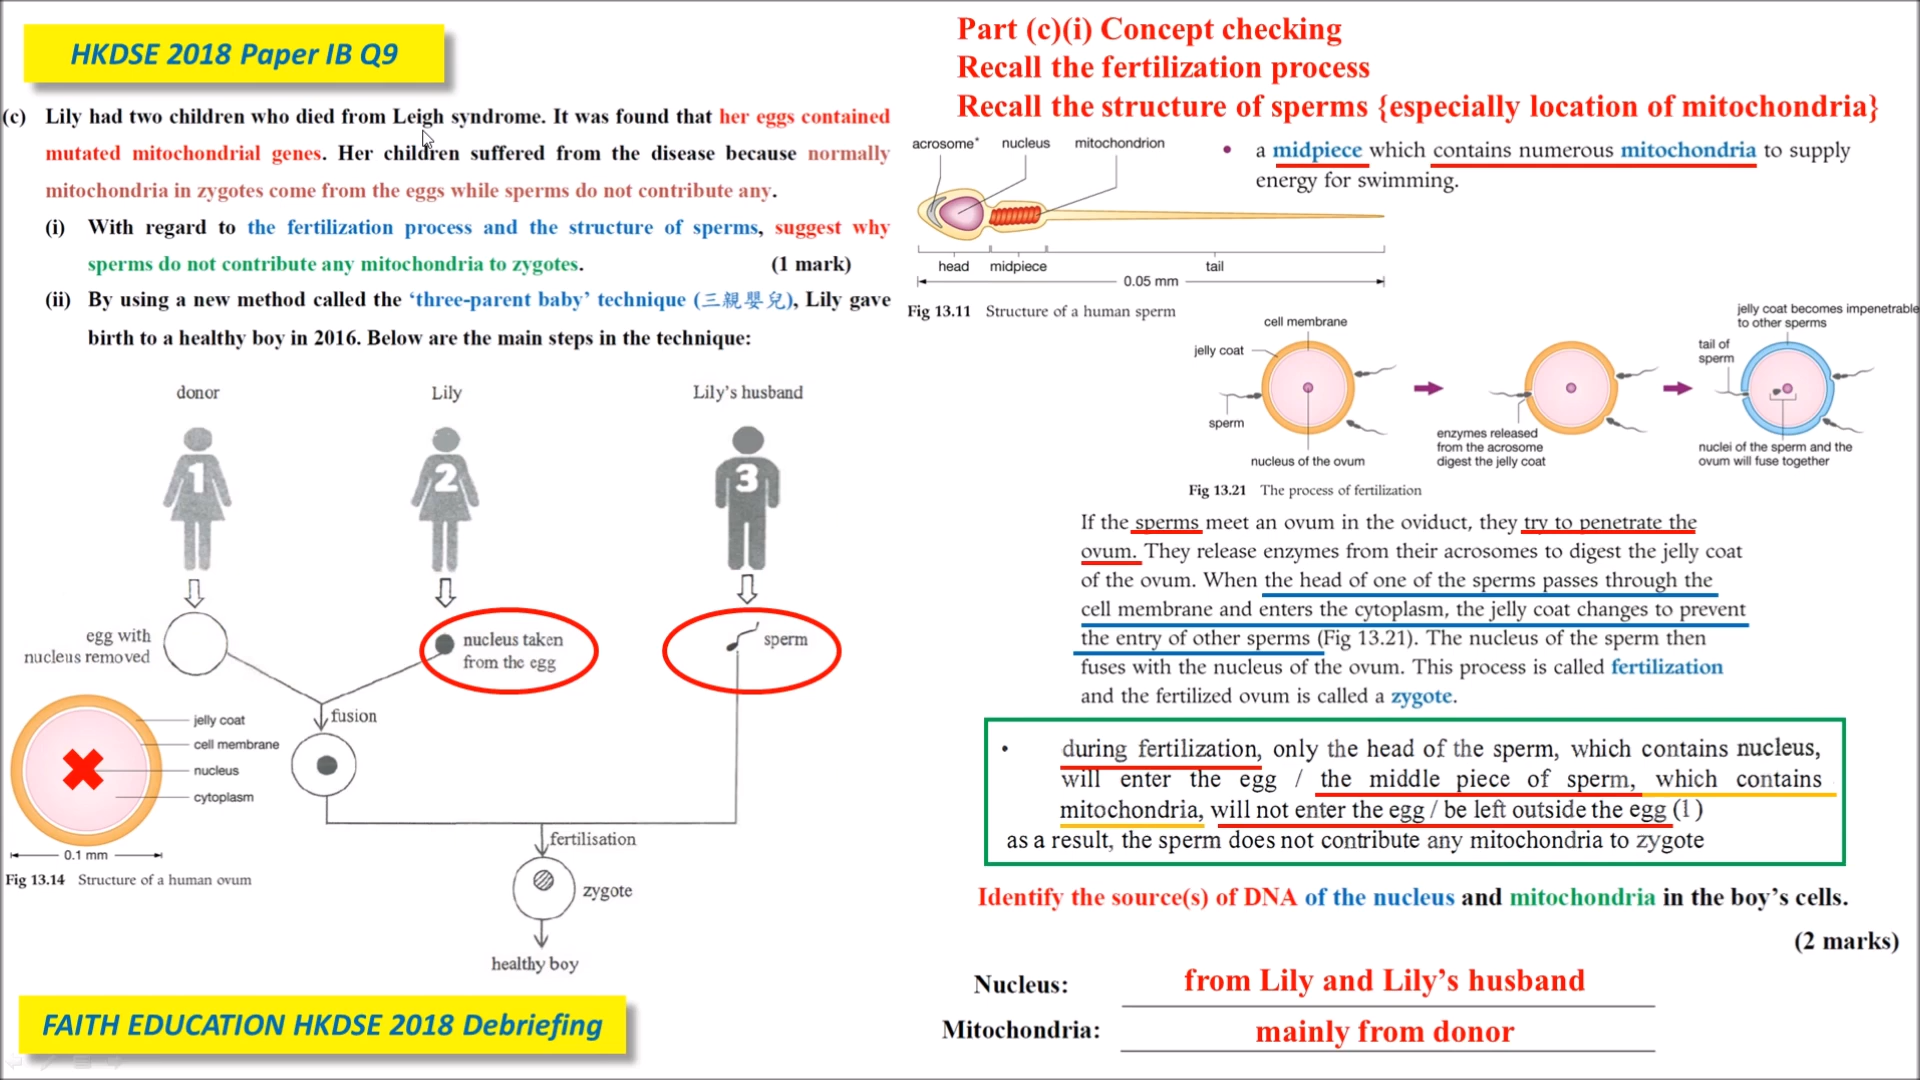 HKDSE 2018 Paper IB Q9
(c) Lily had two children who died from Leigh syndrome. It was found that her eggs contained
mutated mitochondrial genes. Her children suffered from the disease because normally
mitochondria in zygotes come from the eggs while sperms do not contribute any.
(i) With regard to the fertilization process and the structure of sperms, suggest why
sperms do not contribute any mitochondria to zygotes. (1 mark)
(ii) By using a new method called the ‘three-parent baby’ technique (三親嬰兒), Lily gave
birth to a healthy boy in 2016. Below are the main steps in the technique:
donor Lily Lily's husband
1 2 3
egg with
nucleus removed
nucleus taken
from the egg
sperm
fusion
jelly coat
cell membrane
nucleus
cytoplasm
0.1 mm
Fig 13.14 Structure of a human ovum
fertilisation
zygote
healthy boy
FAITH EDUCATION HKDSE 2018 Debriefing
Part (c)(i) Concept checking
Recall the fertilization process
Recall the structure of sperms {especially location of mitochondria}
acrosome* nucleus mitochondrion
head midpiece tail
0.05 mm
Fig 13.11 Structure of a human sperm
• a midpiece which contains numerous mitochondria to supply
energy for swimming.
cell membrane
jelly coat
sperm
nucleus of the ovum
enzymes released
from the acrosome
digest the jelly coat
jelly coat becomes impenetrable
to other sperms
tail of
sperm
nuclei of the sperm and the
ovum will fuse together
Fig 13.21 The process of fertilization
If the sperms meet an ovum in the oviduct, they try to penetrate the
ovum. They release enzymes from their acrosomes to digest the jelly coat
of the ovum. When the head of one of the sperms passes through the
cell membrane and enters the cytoplasm, the jelly coat changes to prevent
the entry of other sperms (Fig 13.21). The nucleus of the sperm then
fuses with the nucleus of the ovum. This process is called fertilization
and the fertilized ovum is called a zygote.
• during fertilization, only the head of the sperm, which contains nucleus,
will enter the egg / the middle piece of sperm, which contains
mitochondria, will not enter the egg / be left outside the egg (1)
as a result, the sperm does not contribute any mitochondria to zygote
Identify the source(s) of DNA of the nucleus and mitochondria in the boy’s cells.
(2 marks)
Nucleus: from Lily and Lily’s husband
Mitochondria: mainly from donor